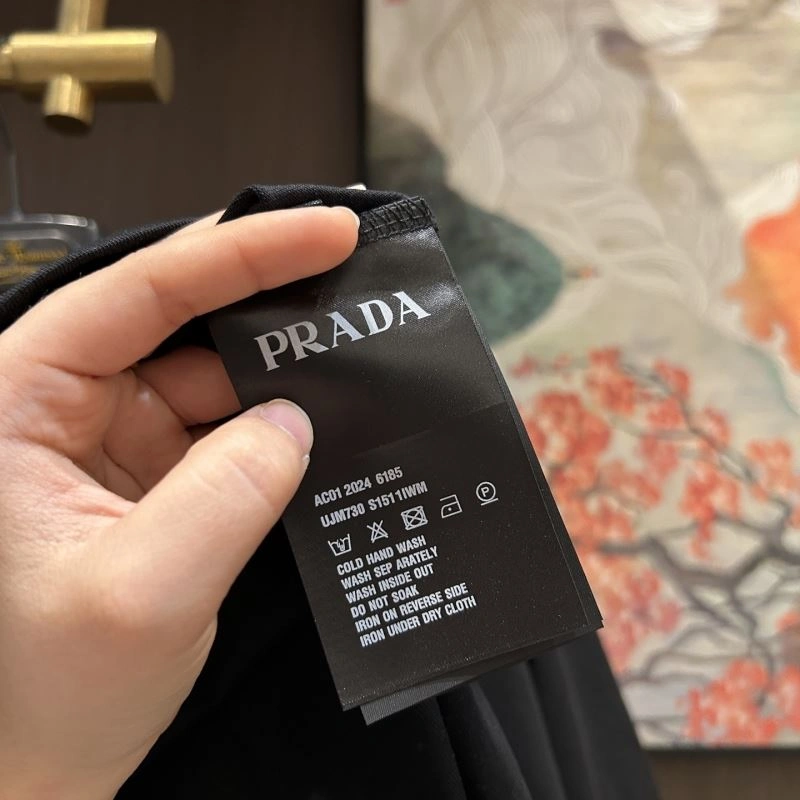 PRADA
AC01 2024 6185
UJM730 S151 1IWM
P
COLD HAND WASH
WASH SEP ARATELY
WASH INSIDE OUT
DO NOT SOAK
IRON ON REVERSE SIDE
IRON UNDER DRY CLOTH